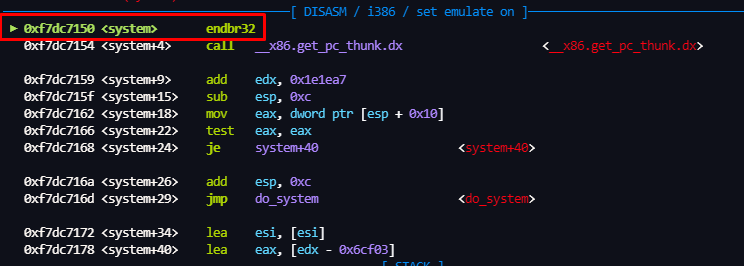 [ DISASM / i386 / set emulate on ]
► 0xf7dc7150 <system> endbr32
0xf7dc7154 <system+4> call __x86.get_pc_thunk.dx <__x86.get_pc_thunk.dx>
0xf7dc7159 <system+9> add edx, 0x1e1ea7
0xf7dc715f <system+15> sub esp, 0xc
0xf7dc7162 <system+18> mov eax, dword ptr [esp + 0x10]
0xf7dc7166 <system+22> test eax, eax
0xf7dc7168 <system+24> je system+40 <system+40>
0xf7dc716a <system+26> add esp, 0xc
0xf7dc716d <system+29> jmp do_system <do_system>
0xf7dc7172 <system+34> lea esi, [esi]
0xf7dc7178 <system+40> lea eax, [edx - 0x6cf03]
[ STACK ]